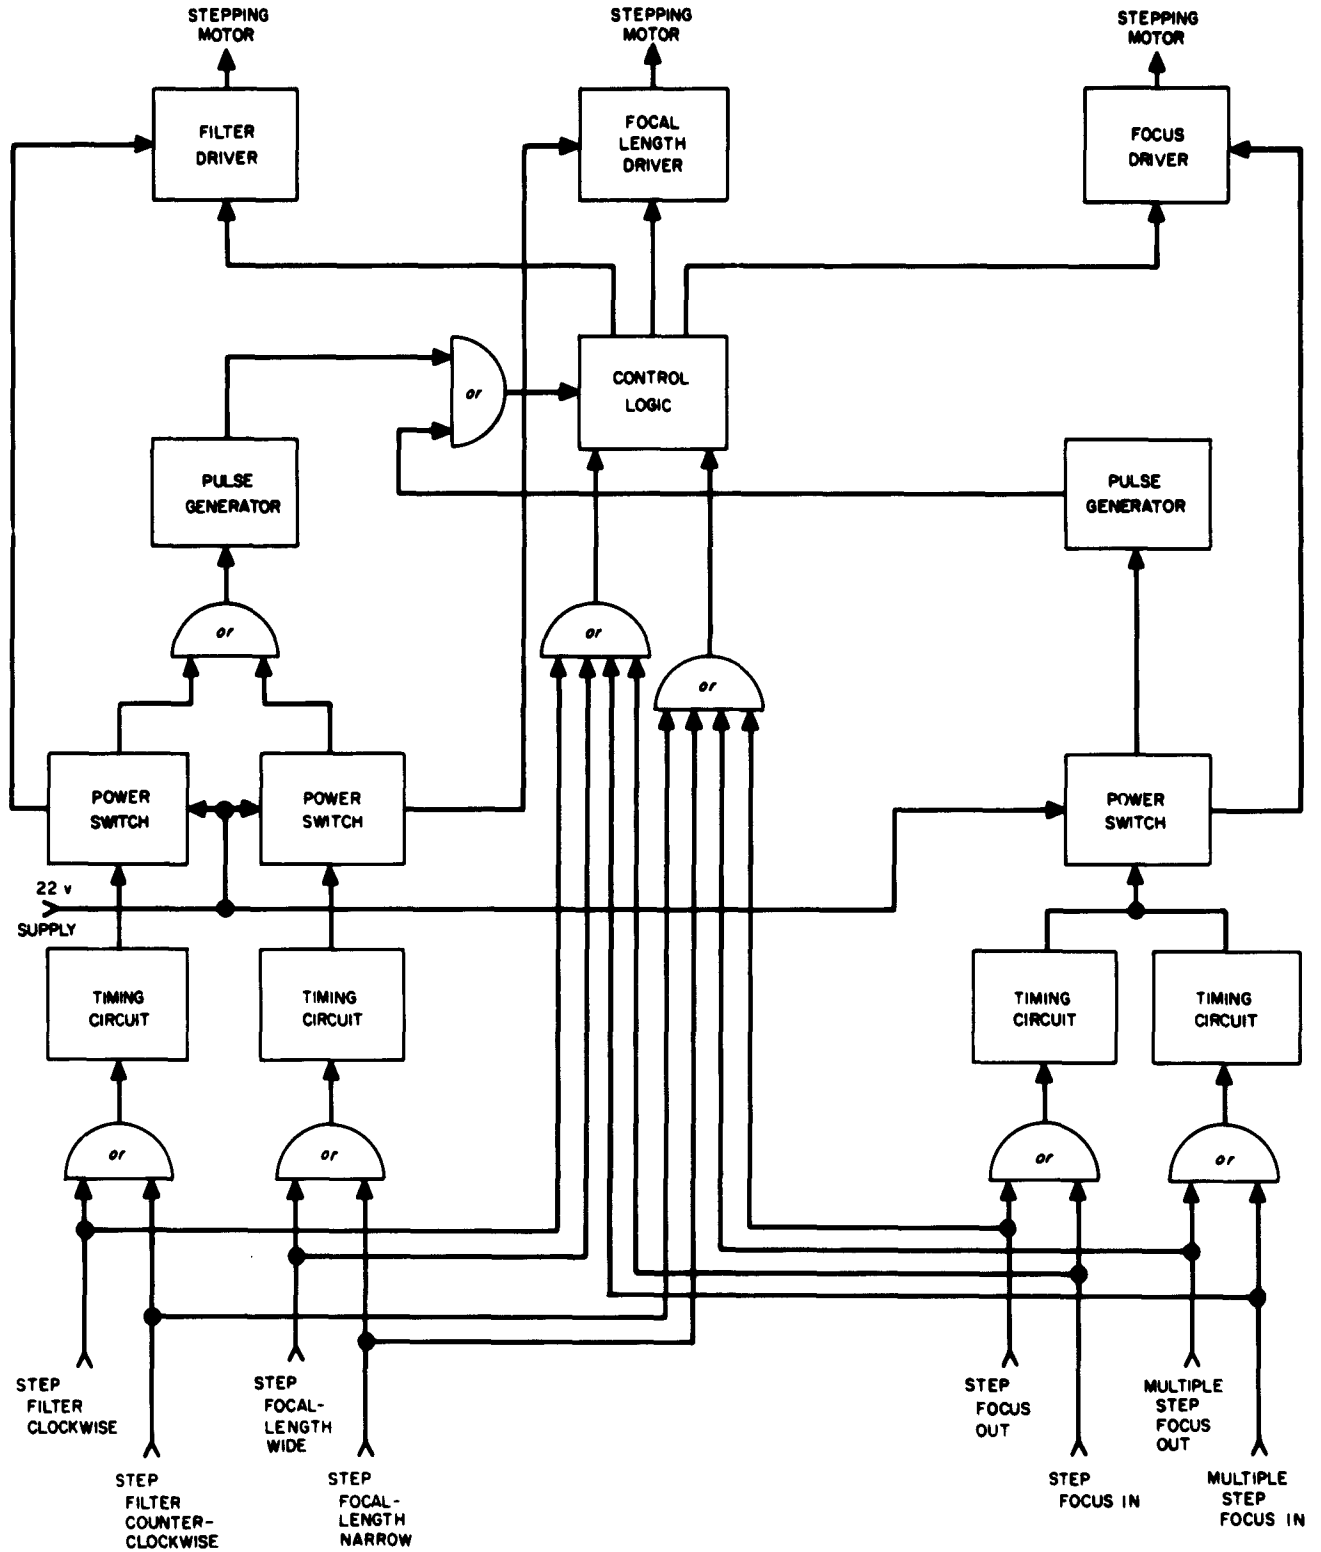 STEPPING
MOTOR
STEPPING
MOTOR
STEPPING
MOTOR
FILTER
DRIVER
FOCAL
LENGTH
DRIVER
FOCUS
DRIVER
or
CONTROL
LOGIC
PULSE
GENERATOR
PULSE
GENERATOR
or
or
or
POWER
SWITCH
POWER
SWITCH
POWER
SWITCH
22 v
SUPPLY
TIMING
CIRCUIT
TIMING
CIRCUIT
TIMING
CIRCUIT
TIMING
CIRCUIT
or
or
or
or
STEP
FILTER
CLOCKWISE
STEP
FOCAL-
LENGTH
WIDE
STEP
FOCUS
OUT
MULTIPLE
STEP
FOCUS
OUT
STEP
FILTER
COUNTER-
CLOCKWISE
STEP
FOCAL-
LENGTH
NARROW
STEP
FOCUS IN
MULTIPLE
STEP
FOCUS IN